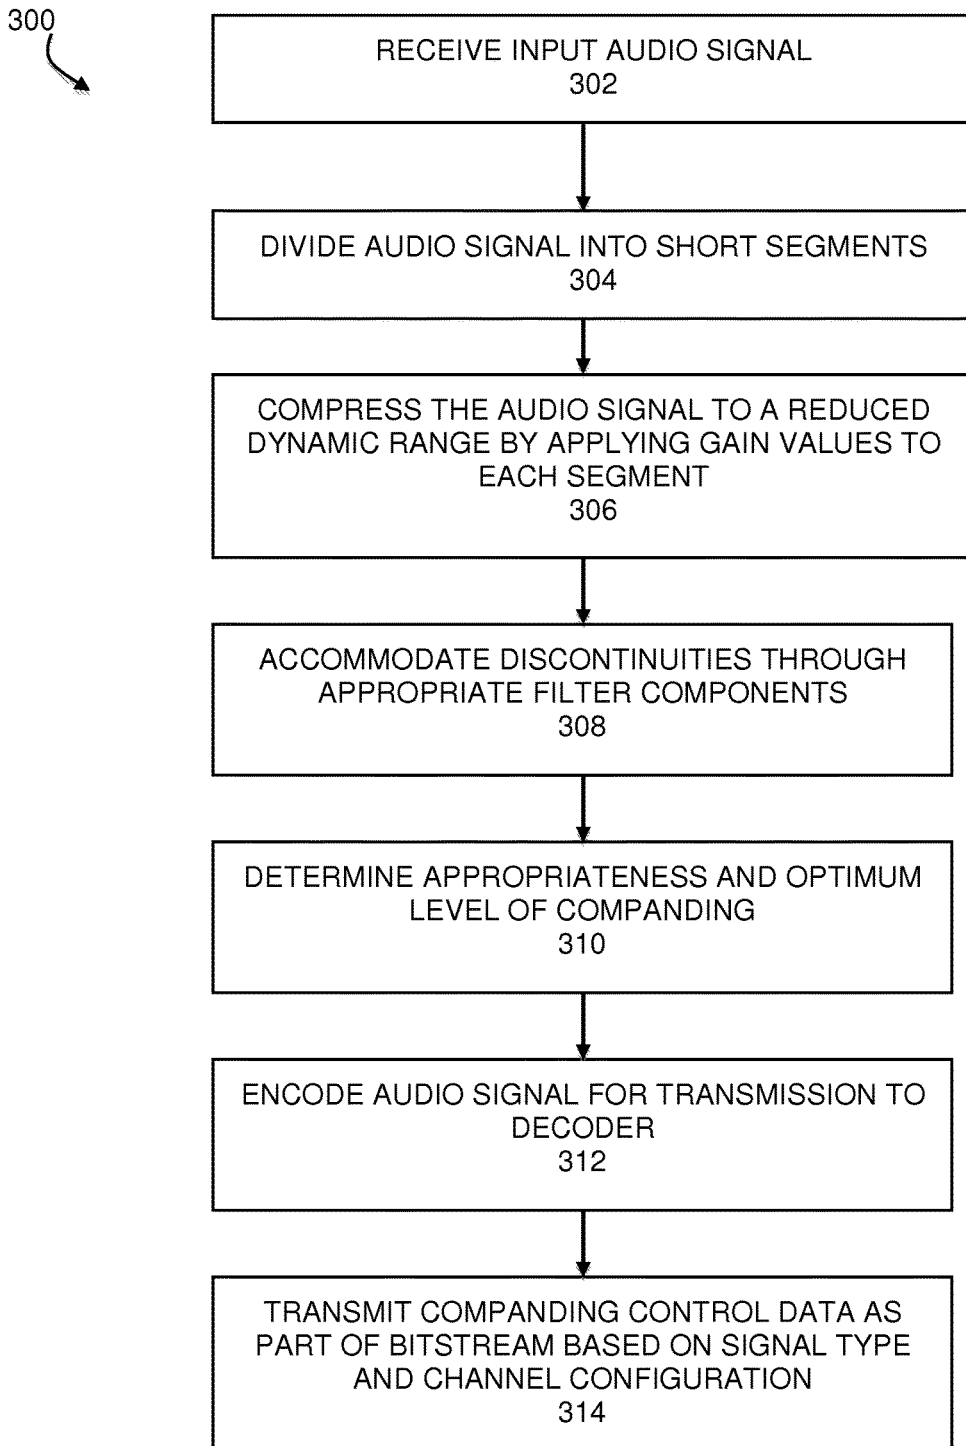 300
RECEIVE INPUT AUDIO SIGNAL
302
DIVIDE AUDIO SIGNAL INTO SHORT SEGMENTS
304
COMPRESS THE AUDIO SIGNAL TO A REDUCED
DYNAMIC RANGE BY APPLYING GAIN VALUES TO
EACH SEGMENT
306
ACCOMMODATE DISCONTINUITIES THROUGH
APPROPRIATE FILTER COMPONENTS
308
DETERMINE APPROPRIATENESS AND OPTIMUM
LEVEL OF COMPANDING
310
ENCODE AUDIO SIGNAL FOR TRANSMISSION TO
DECODER
312
TRANSMIT COMPANDING CONTROL DATA AS
PART OF BITSTREAM BASED ON SIGNAL TYPE
AND CHANNEL CONFIGURATION
314